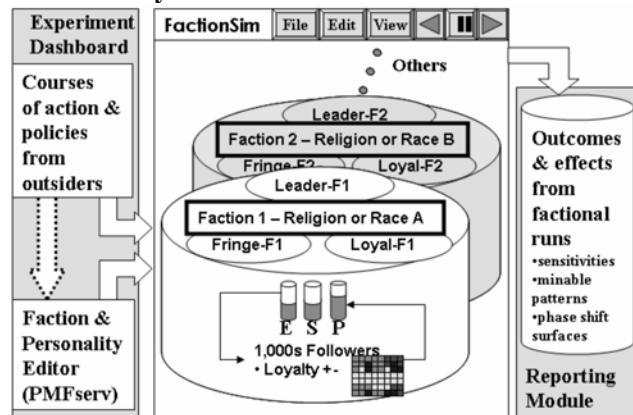 Experiment
Dashboard
Courses
of action &
policies
from
outsiders
Faction &
Personality
Editor
(PMFserv)
FactionSim
File
Edit
View
Others
Leader-F2
Faction 2 – Religion or Race B
Fringe-F2
Loyal-F2
Leader-F1
Faction 1 – Religion or Race A
Fringe-F1
Loyal-F1
E S P
1,000s Followers
• Loyalty +-
Outcomes
& effects
from
factional
runs
•sensitivities
•minable
patterns
•phase shift
surfaces
Reporting
Module